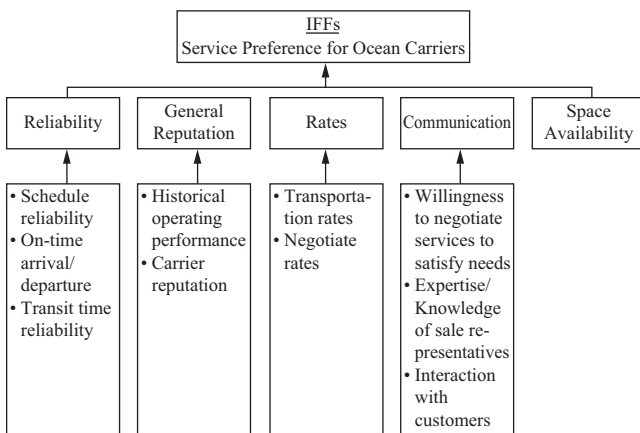 IFFs
Service Preference for Ocean Carriers
Reliability
General
Reputation
Rates
Communication
Space
Availability
• Schedule
reliability
• On-time
arrival/
departure
• Transit time
reliability
• Historical
operating
performance
• Carrier
reputation
• Transporta-
tion rates
• Negotiate
rates
• Willingness
to negotiate
services to
satisfy needs
• Expertise/
Knowledge
of sale re-
presentatives
• Interaction
with
customers